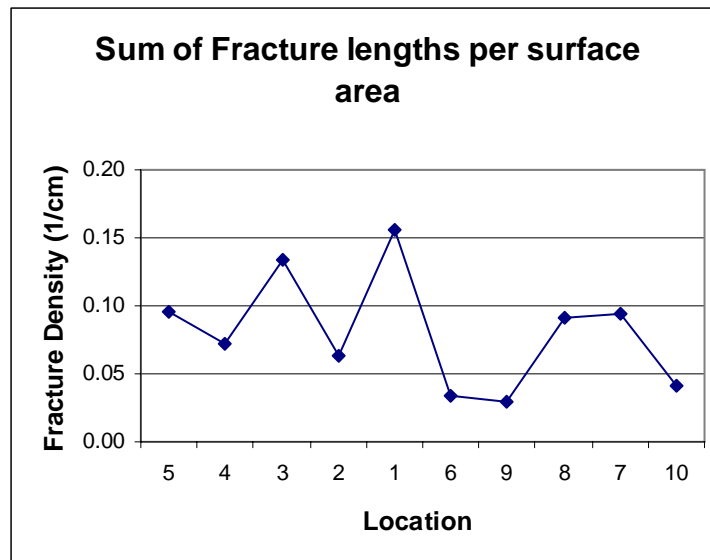 Sum of Fracture lengths per surface
area
Fracture Density (1/cm)
0.20
0.15
0.10
0.05
0.00
5 4 3 2 1 6 9 8 7 10
Location